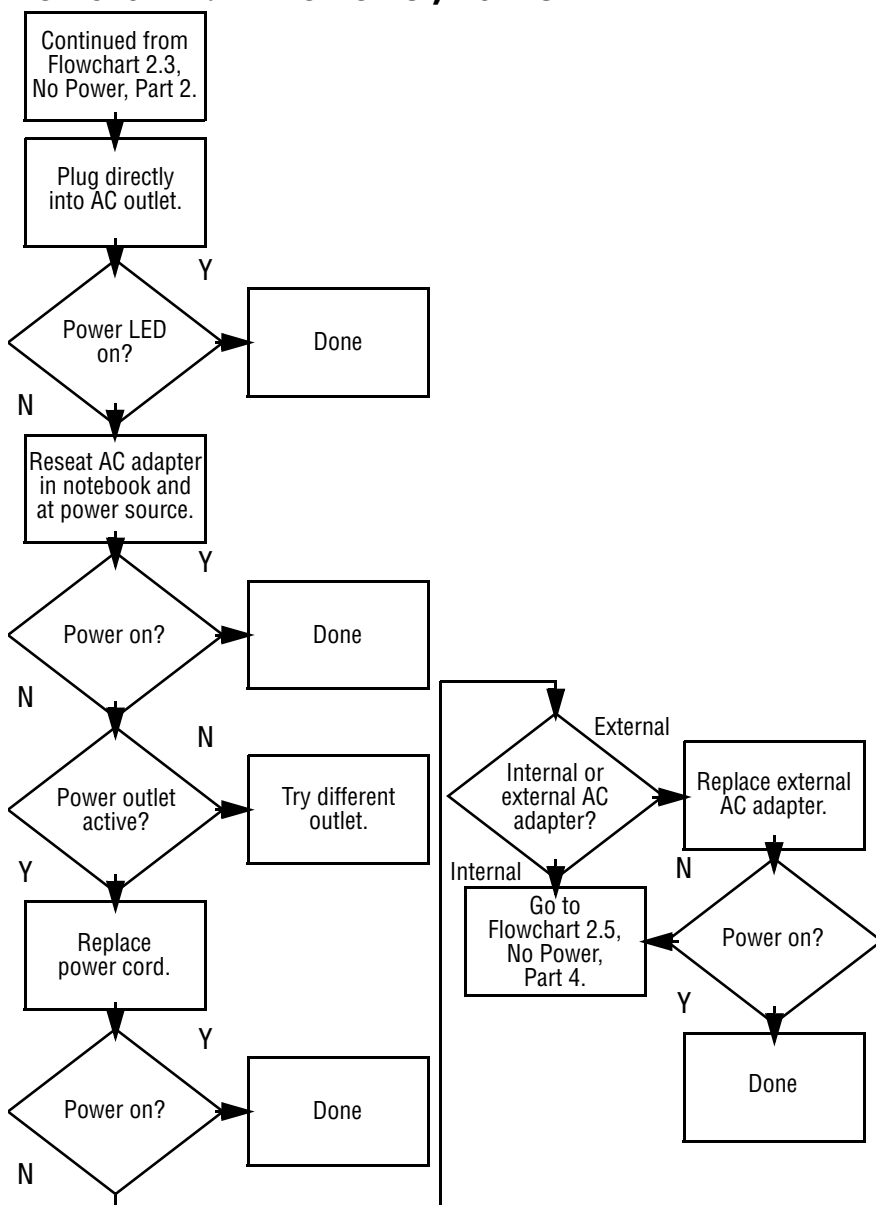 Continued from
Flowchart 2.3,
No Power, Part 2.
Plug directly
into AC outlet.
Y
Power LED
on?
Done
N
Reseat AC adapter
in notebook and
at power source.
Y
Power on?
Done
N
N
Power outlet
active?
Try different
outlet.
Y
Replace
power cord.
Y
Power on?
Done
N
External
Internal or
external AC
adapter?
Replace external
AC adapter.
Internal
N
Go to
Flowchart 2.5,
No Power,
Part 4.
Power on?
Y
Done